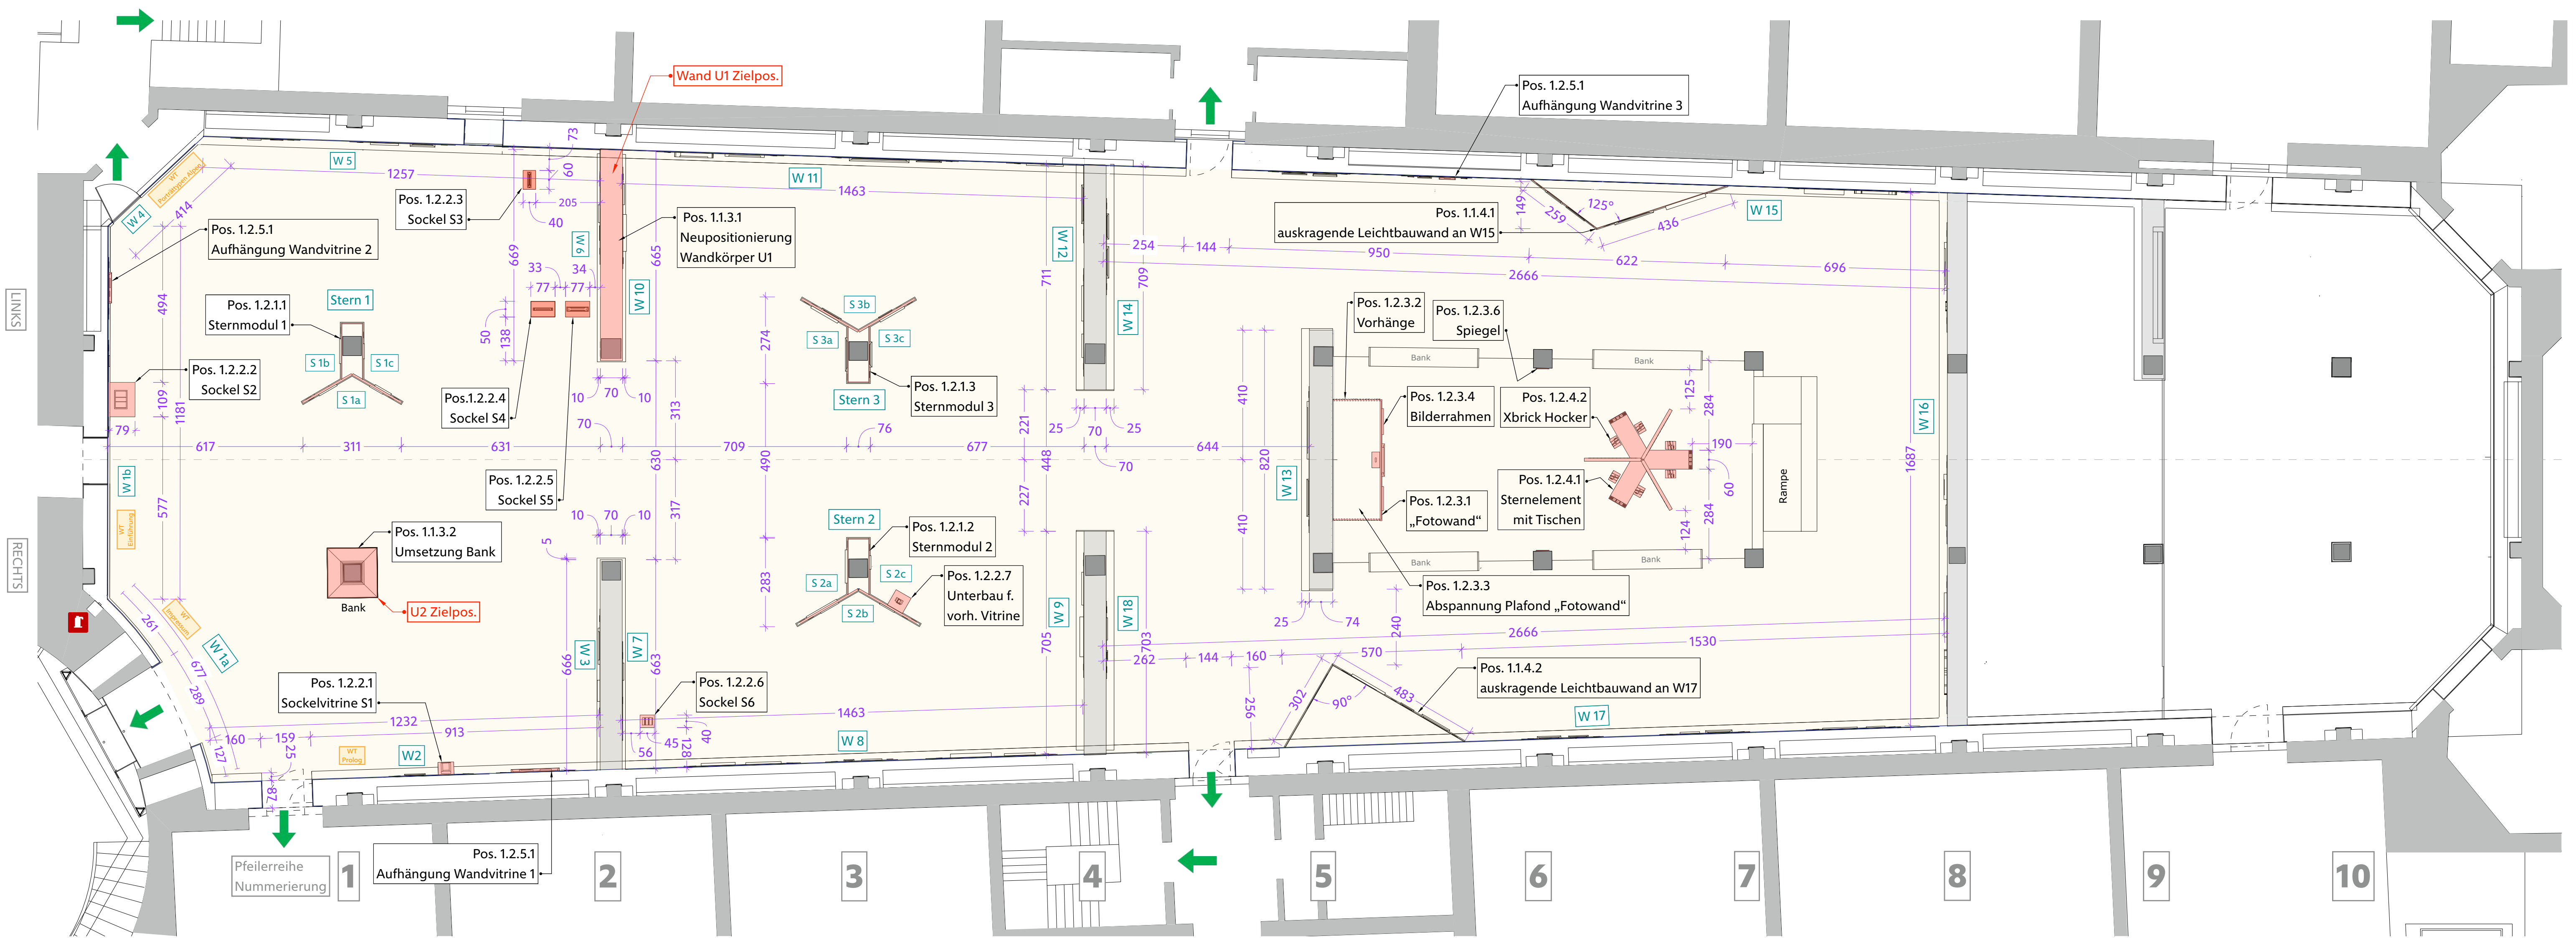 Wand U1 Zielpos.
Pos. 1.2.5.1
Aufhängung Wandvitrine 3
73
60
W 5
1257
WT
Porträttypen Alpen
W 4
414
Pos. 1.2.2.3
Sockel S3
205
40
W 11
1463
Pos. 1.1.3.1
Neupositionierung
Wandkörper U1
W 6
665
669
W 10
Pos. 1.2.5.1
Aufhängung Wandvitrine 2
33
34
77
77
50
138
LINKS
494
Pos. 1.2.1.1
Sternmodul 1
Stern 1
S 1b
S 1c
S 1a
Pos. 1.2.2.2
Sockel S2
109
1181
79
Pos.1.2.2.4
Sockel S4
10
70
10
313
274
S 3b
S 3a
S 3c
Stern 3
Pos. 1.2.1.3
Sternmodul 3
W 12
711
709
W 14
254
144
950
622
696
2666
149
259
125°
436
W 15
Pos. 1.1.4.1
auskragende Leichtbauwand an W15
Pos. 1.2.3.2
Vorhänge
Pos. 1.2.3.6
Spiegel
Bank
Bank
Pos. 1.2.3.4
Bilderrahmen
Pos. 1.2.4.2
Xbrick Hocker
125
284
190
60
124
284
Rampe
W 16
1687
617
311
631
70
709
76
677
644
630
490
221
448
227
25
70
25
70
410
820
410
W 13
W 1b
577
WT
Einführung
RECHTS
Pos. 1.2.2.5
Sockel S5
Pos. 1.1.3.2
Umsetzung Bank
Bank
U2 Zielpos.
10
70
10
5
317
Stern 2
Pos. 1.2.1.2
Sternmodul 2
S 2a
S 2c
S 2b
283
Pos. 1.2.2.7
Unterbau f.
vorh. Vitrine
Pos. 1.2.4.1
Sternelement
mit Tischen
Pos. 1.2.3.1
„Fotowand“
Bank
Bank
Pos. 1.2.3.3
Abspannung Plafond „Fotowand“
25
74
240
2666
1530
262
144
160
570
256
302
90°
483
Pos. 1.1.4.2
auskragende Leichtbauwand an W17
W 17
W 9
705
W 18
703
W 3
W 7
666
663
261
WT
Impressum
W 1a
677
289
127
Pos. 1.2.2.1
Sockelvitrine S1
1232
913
160
159
25
87
WT
Prolog
W2
Pos. 1.2.2.6
Sockel S6
1463
56
45
128
40
W 8
Pos. 1.2.5.1
Aufhängung Wandvitrine 1
Pfeilerreihe
Nummerierung
1
2
3
4
5
6
7
8
9
10